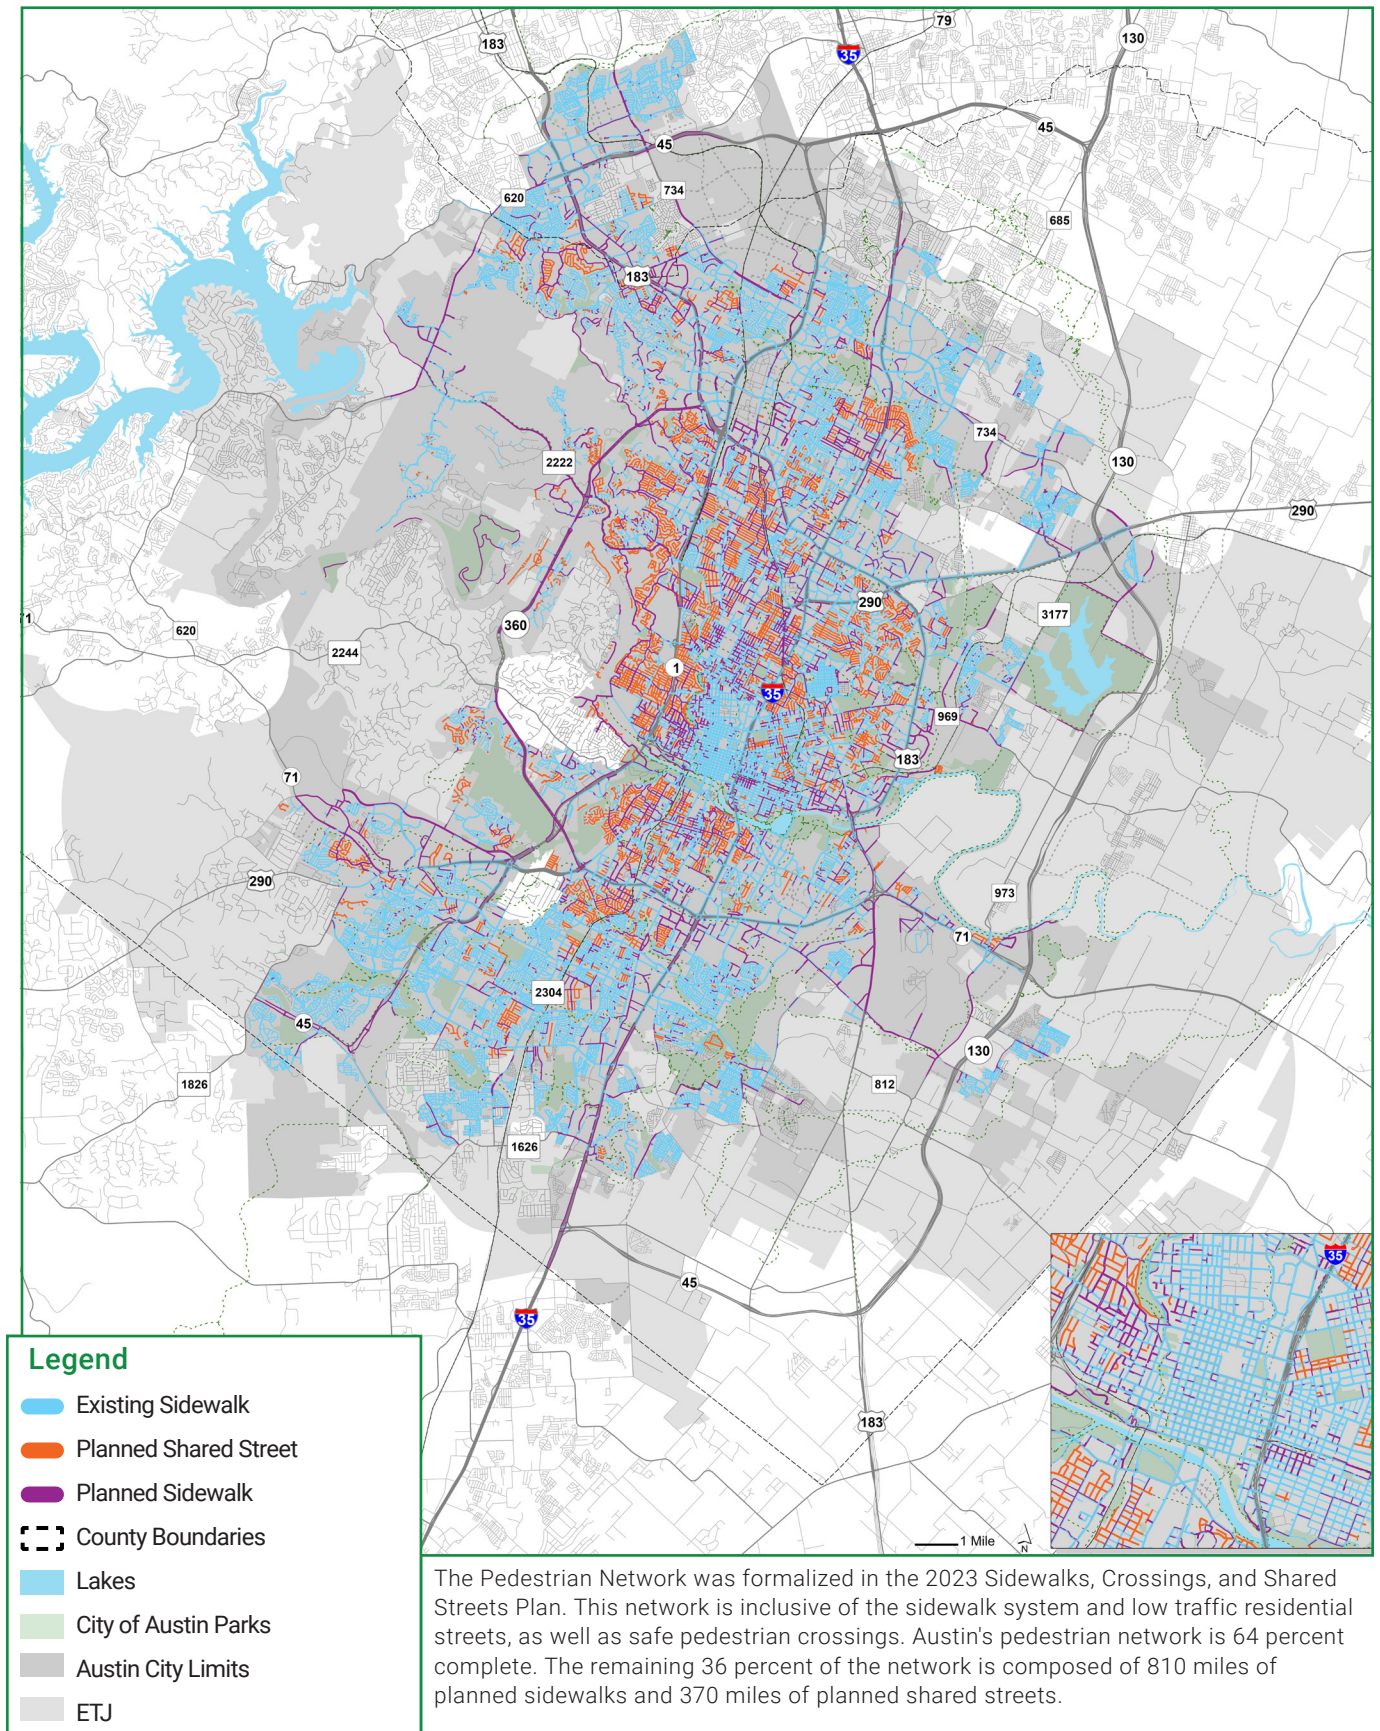 183
79
35
130
45
45
620
734
685
183
734
2222
130
290
290
3177
71
620
360
2244
1
35
969
183
71
290
973
71
2304
45
130
1826
812
1626
45
35
183
35
1 Mile
N
Legend
Existing Sidewalk
Planned Shared Street
Planned Sidewalk
County Boundaries
Lakes
City of Austin Parks
Austin City Limits
ETJ
The Pedestrian Network was formalized in the 2023 Sidewalks, Crossings, and Shared
Streets Plan. This network is inclusive of the sidewalk system and low traffic residential
streets, as well as safe pedestrian crossings. Austin's pedestrian network is 64 percent
complete. The remaining 36 percent of the network is composed of 810 miles of
planned sidewalks and 370 miles of planned shared streets.